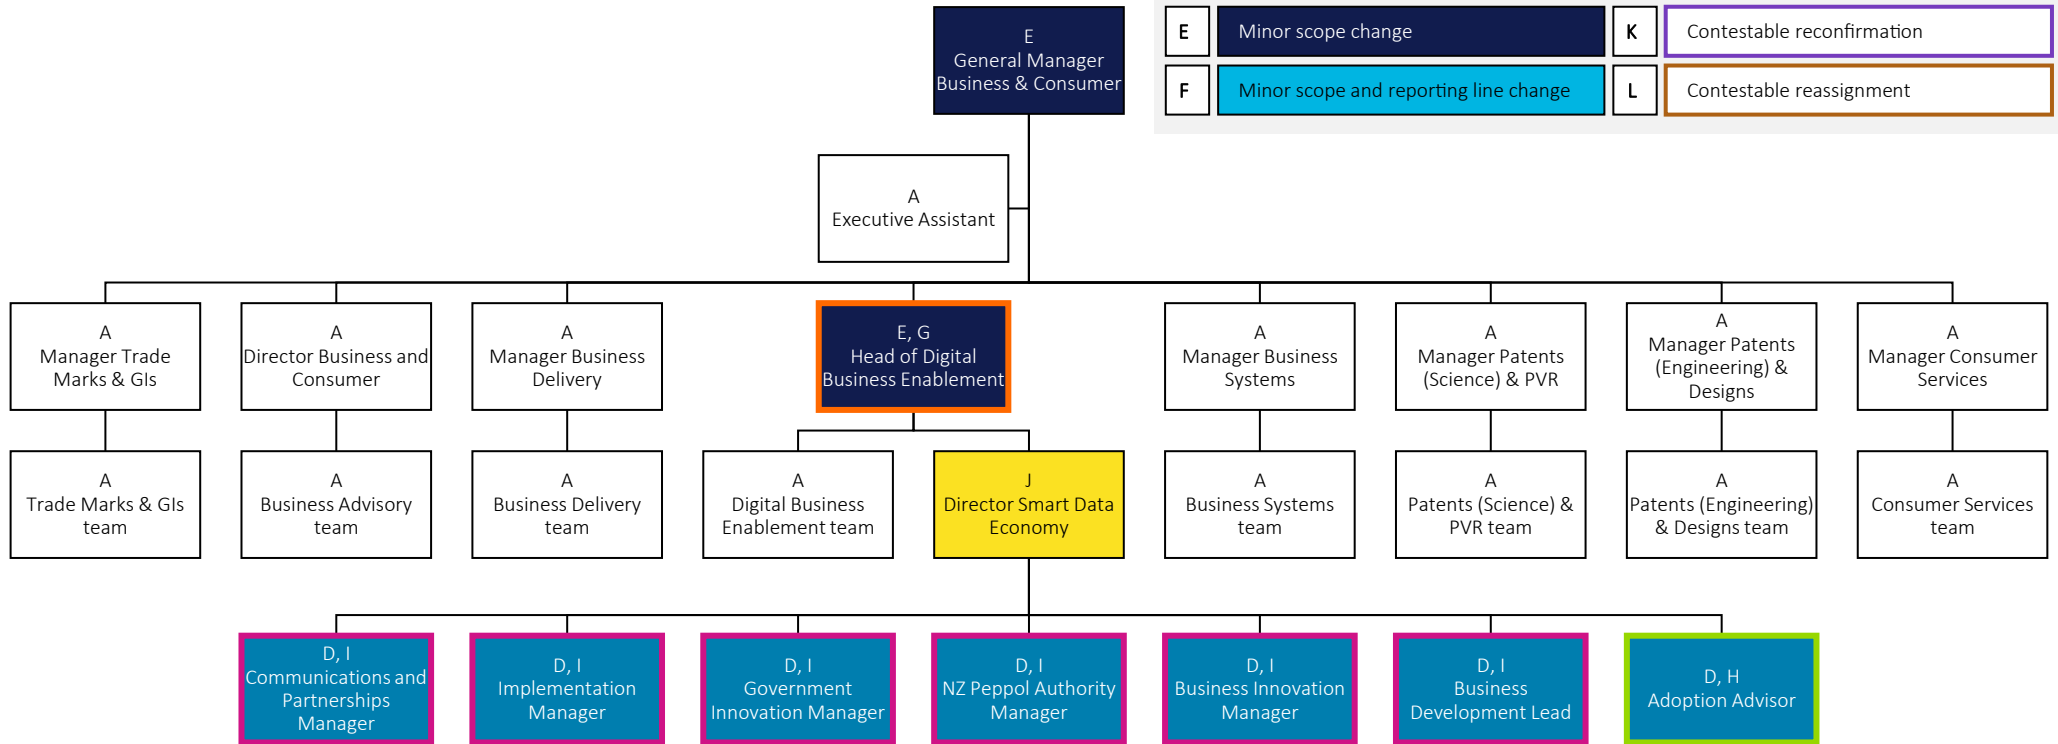 E
General Manager
Business & Consumer
E
Minor scope change
K
Contestable reconfirmation
F
Minor scope and reporting line change
L
Contestable reassignment
A
Executive Assistant
A
Manager Trade
Marks & GIs
A
Director Business and
Consumer
A
Manager Business
Delivery
E, G
Head of Digital
Business Enablement
A
Manager Business
Systems
A
Manager Patents
(Science) & PVR
A
Manager Patents
(Engineering) &
Designs
A
Manager Consumer
Services
A
Trade Marks & GIs
team
A
Business Advisory
team
A
Business Delivery
team
A
Digital Business
Enablement team
J
Director Smart Data
Economy
A
Business Systems
team
A
Patents (Science) &
PVR team
A
Patents (Engineering)
& Designs team
A
Consumer Services
team
D, I
Communications and
Partnerships
Manager
D, I
Implementation
Manager
D, I
Government
Innovation Manager
D, I
NZ Peppol Authority
Manager
D, I
Business Innovation
Manager
D, I
Business
Development Lead
D, H
Adoption Advisor